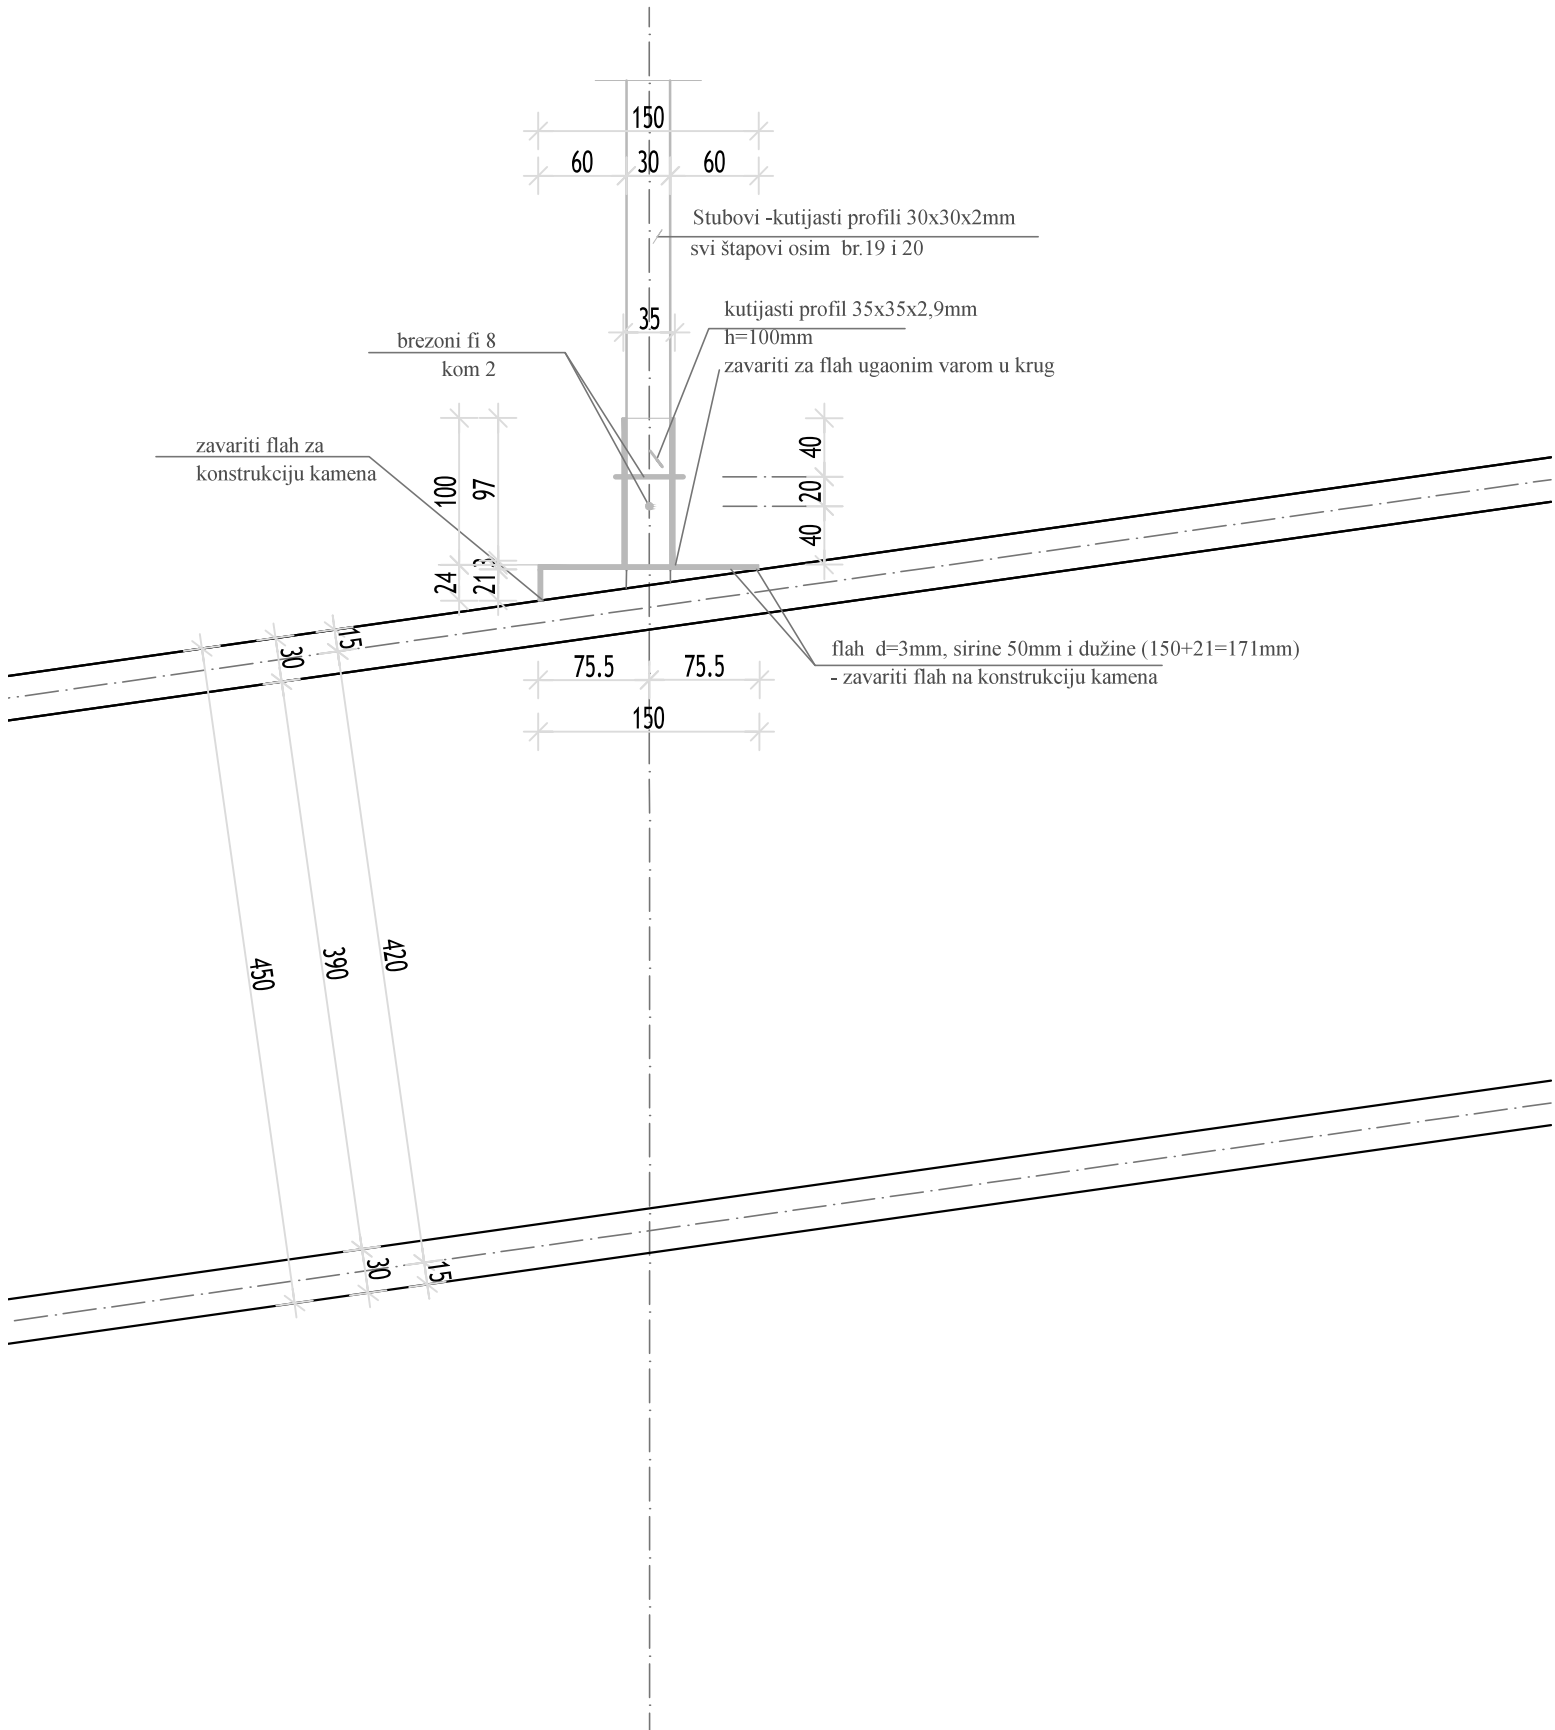 150
60 30 60
Stubovi -kutijasti profili 30x30x2mm
svi štapovi osim br.19 i 20
kutijasti profil 35x35x2,9mm
h=100mm
zavariti za flah ugaonim varom u krug
35
brezoni fi 8
kom 2
zavariti flah za
konstrukciju kamena
100
97
40
20
40
24
21
3
flah d=3mm, sirine 50mm i dužine (150+21=171mm)
- zavariti flah na konstrukciju kamena
75.5 75.5
150
15
30
450
390
420
30
15